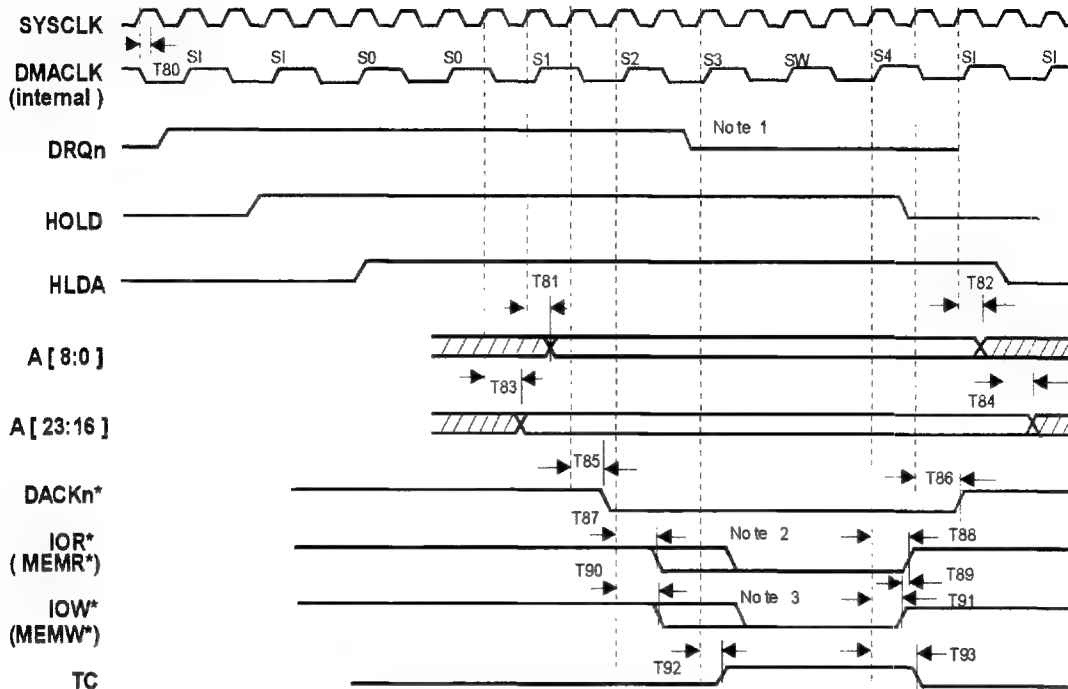 SYSCLK
T80 SI SI S0 S0 S1 S2 S3 SW S4 SI SI
DMACLK
(internal )
DRQn
Note 1
HOLD
HLDA
T81 T82
A [ 8:0 ]
T83 T84
A [ 23:16 ]
T85 T86
DACKn*
T87 Note 2 T88
IOR*
( MEMR*)
T90 T89
IOW*
Note 3 T91
(MEMW*)
T92 T93
TC